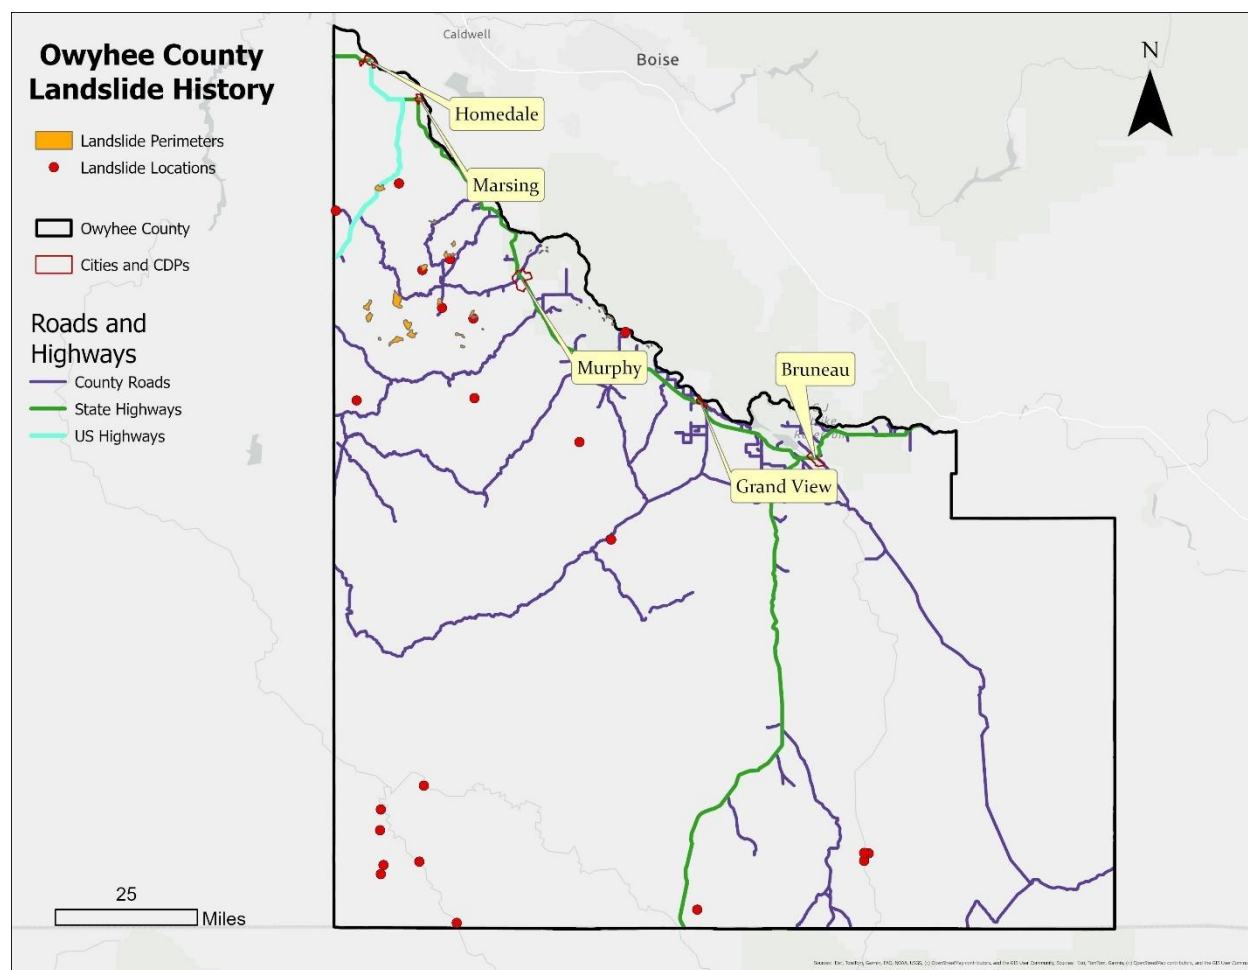 Owyhee County
Landslide History
Landslide Perimeters
Landslide Locations
Owyhee County
Cities and CDPs
Roads and
Highways
County Roads
State Highways
US Highways
Caldwell
Boise
N
Homedale
Marsing
Murphy
Bruneau
Grand View
25
Miles